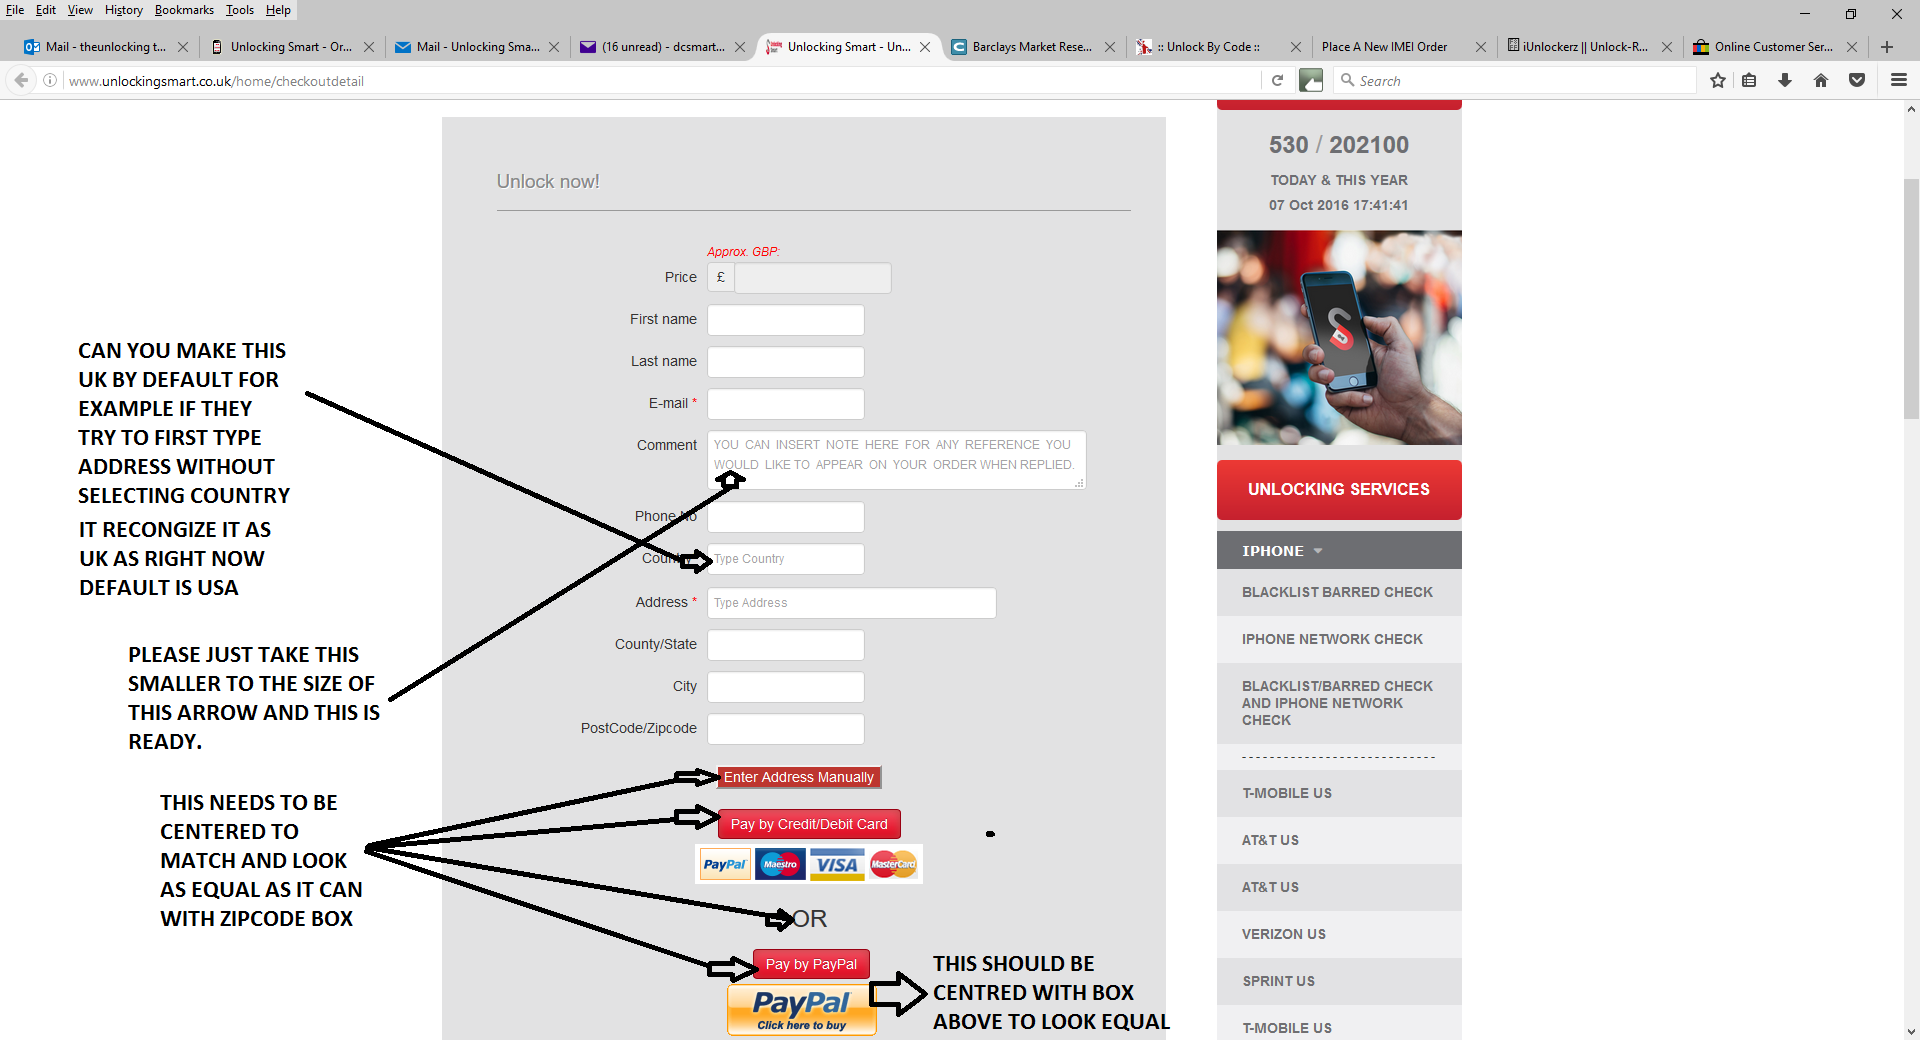 File Edit View History Bookmarks Tools Help
Mail - theunlocking t...
Unlocking Smart - Or...
Mail - Unlocking Sma...
(16 unread) - dcsmart...
Unlocking Smart - Un...
Barclays Market Rese...
:: Unlock By Code ::
Place A New IMEI Order
iUnlockerz || Unlock-R...
Online Customer Ser...
www.unlockingsmart.co.uk/home/checkoutdetail
Search
Unlock now!
Approx. GBP:
Price £
First name
Last name
E-mail *
Comment
YOU CAN INSERT NOTE HERE FOR ANY REFERENCE YOU
WOULD LIKE TO APPEAR ON YOUR ORDER WHEN REPLIED.
Phone No
Type Country
Address * Type Address
County/State
City
PostCode/Zipcode
Enter Address Manually
Pay by Credit/Debit Card
PayPal Maestro VISA MasterCard
OR
Pay by PayPal
PayPal
Click here to buy
CAN YOU MAKE THIS
UK BY DEFAULT FOR
EXAMPLE IF THEY
TRY TO FIRST TYPE
ADDRESS WITHOUT
SELECTING COUNTRY
IT RECONGIZE IT AS
UK AS RIGHT NOW
DEFAULT IS USA
PLEASE JUST TAKE THIS
SMALLER TO THE SIZE OF
THIS ARROW AND THIS IS
READY.
THIS NEEDS TO BE
CENTERED TO
MATCH AND LOOK
AS EQUAL AS IT CAN
WITH ZIPCODE BOX
THIS SHOULD BE
CENTRED WITH BOX
ABOVE TO LOOK EQUAL
530 / 202100
TODAY & THIS YEAR
07 Oct 2016 17:41:41
UNLOCKING SERVICES
IPHONE
BLACKLIST BARRED CHECK
IPHONE NETWORK CHECK
BLACKLIST/BARRED CHECK
AND IPHONE NETWORK
CHECK
----------------------------
T-MOBILE US
AT&T US
AT&T US
VERIZON US
SPRINT US
T-MOBILE US